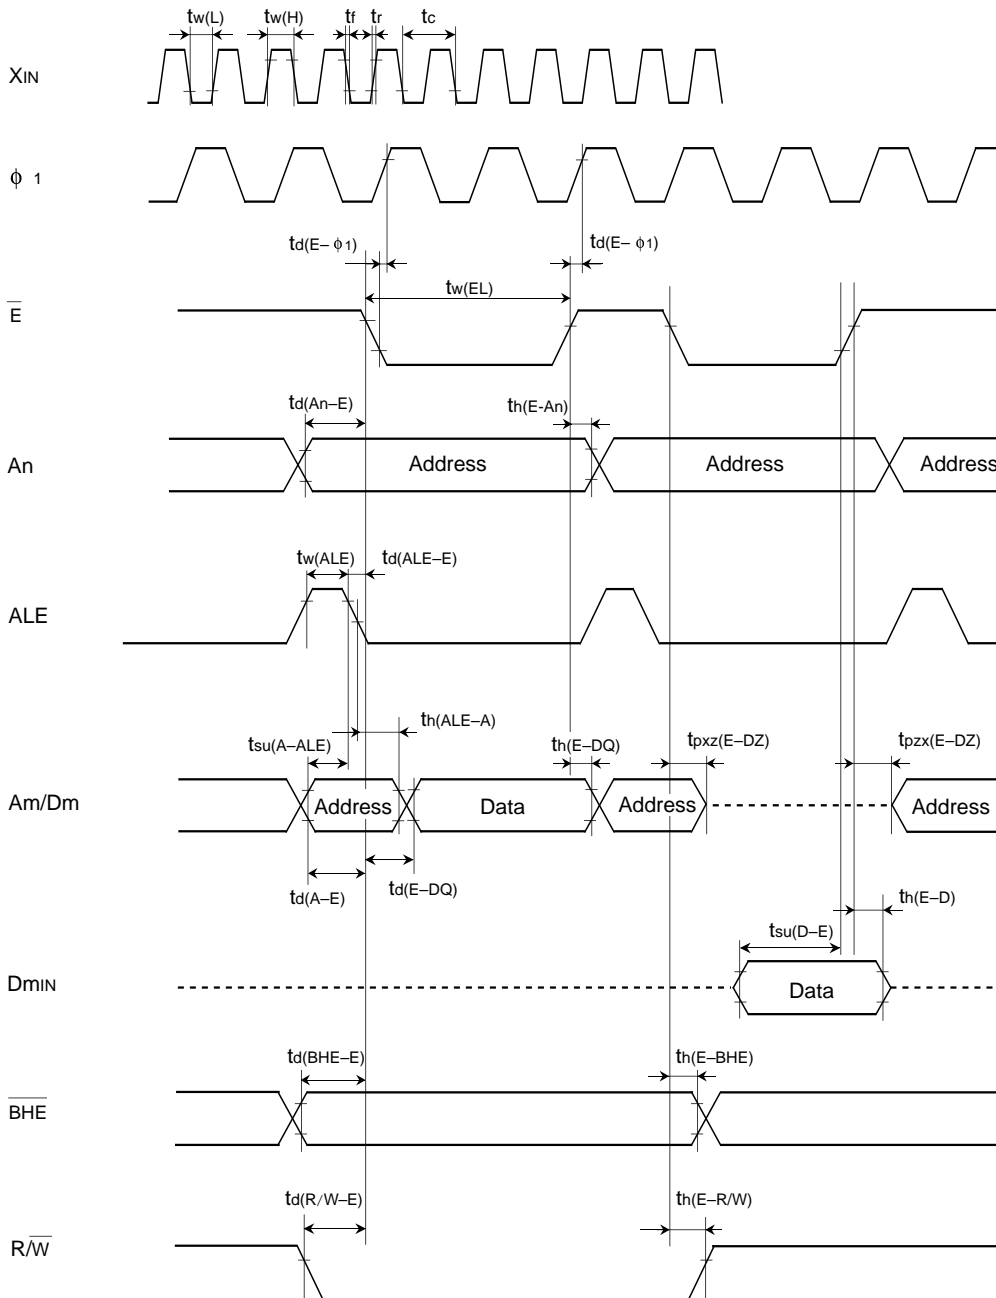 tw(L) tw(H) tf tr tc
XIN
ϕ 1
td(E– ϕ1) td(E– ϕ1)
tw(EL)
E
td(An–E) th(E-An)
An Address Address Address
tw(ALE) td(ALE–E)
ALE
th(ALE–A)
tsu(A–ALE) th(E–DQ) tpxz(E–DZ) tpzx(E–DZ)
Am/Dm Address Data Address Address
td(A–E) td(E–DQ) th(E–D)
tsu(D–E)
DmIN Data
td(BHE–E) th(E–BHE)
BHE
td(R/W–E) th(E–R/W)
R/W